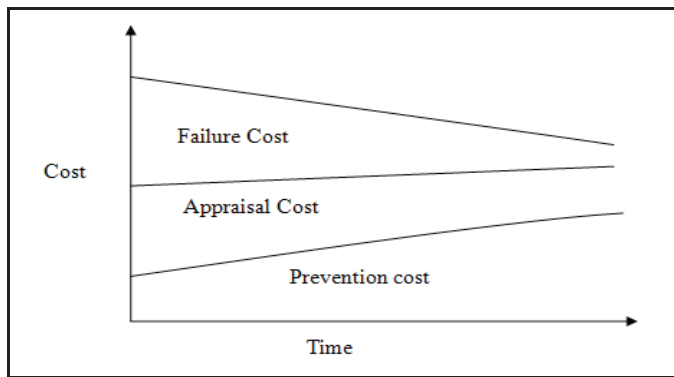 Failure Cost
Cost
Appraisal Cost
Prevention cost
Time